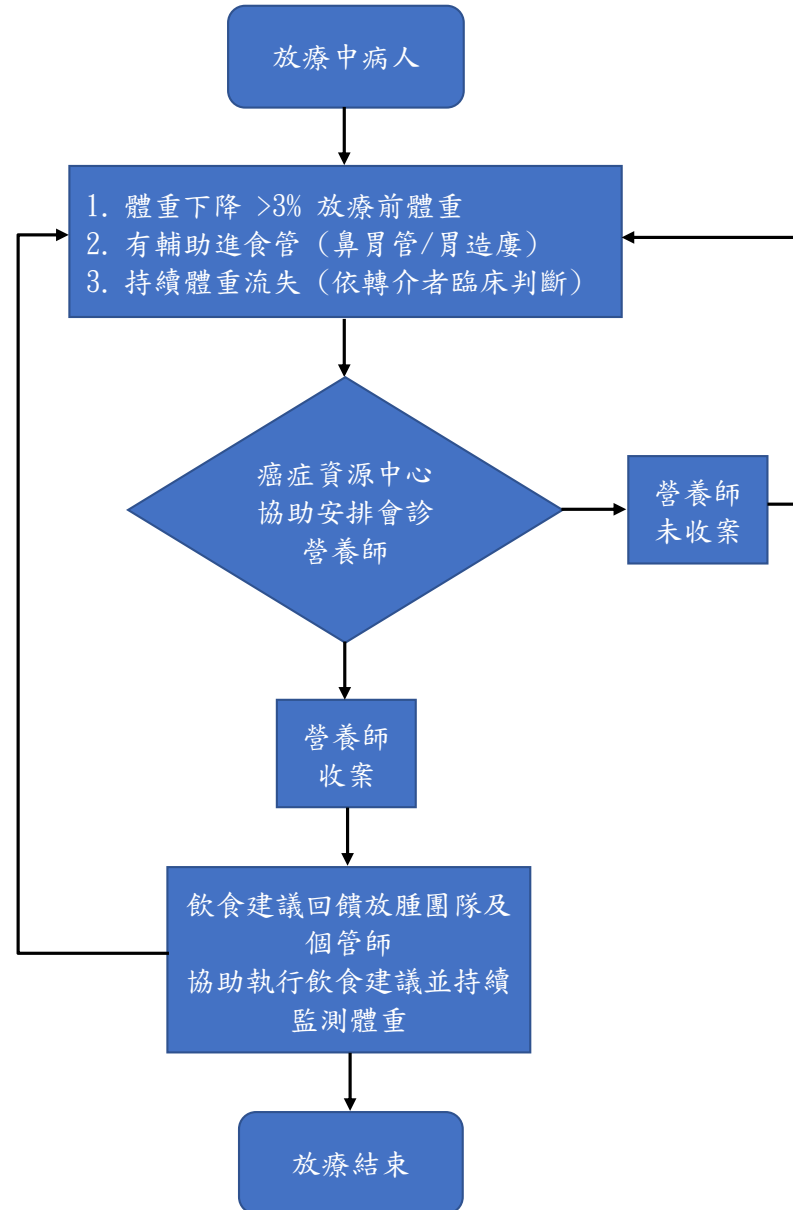 放療中病人
1. 體重下降 >3% 放療前體重
2. 有輔助進食管 (鼻胃管/胃造廔)
3. 持續體重流失 (依轉介者臨床判斷)
癌症資源中心
協助安排會診
營養師
營養師
未收案
營養師
收案
飲食建議回饋放腫團隊及
個管師
協助執行飲食建議並持續
監測體重
放療結束